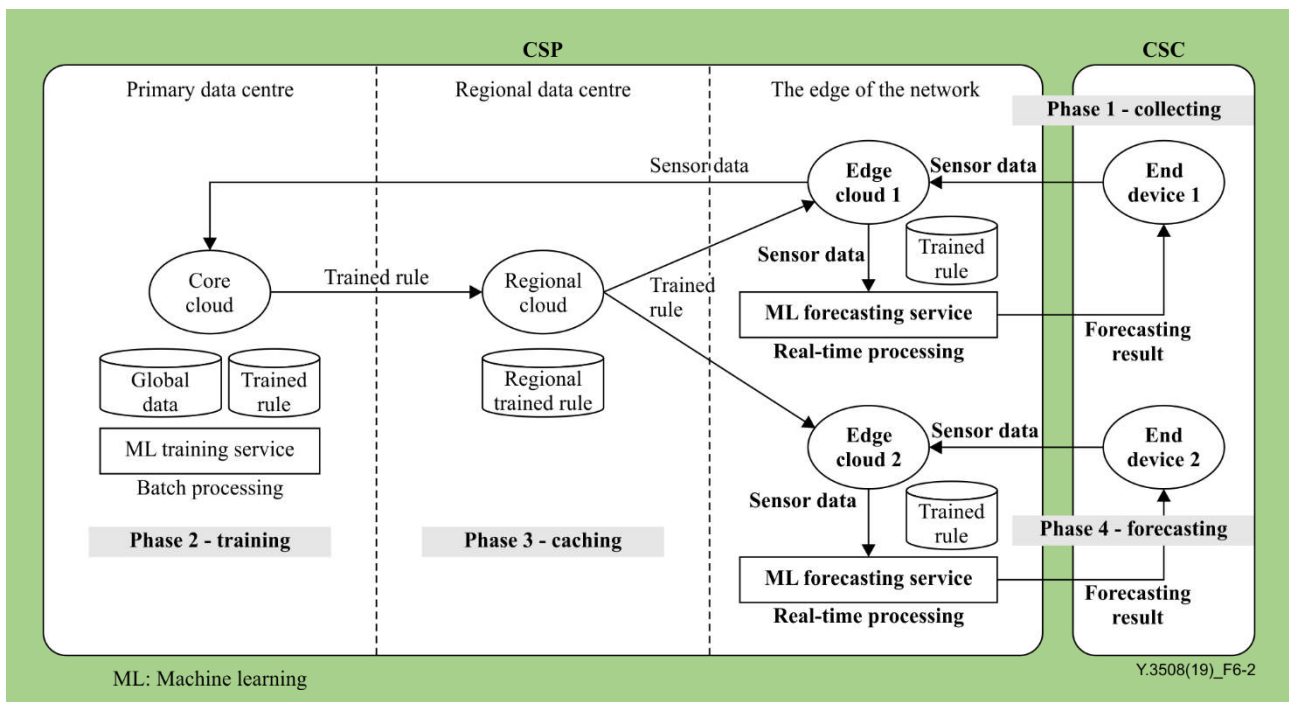 CSP
CSC
Primary data centre
Regional data centre
The edge of the network
Phase 1 - collecting
Sensor data
Edge
cloud 1
Sensor data
End
device 1
Sensor data
Trained
rule
Core
cloud
Trained rule
Regional
cloud
Trained
rule
ML forecasting service
Real-time processing
Forecasting
result
Global
data
Trained
rule
Regional
trained rule
ML training service
Batch processing
Edge
cloud 2
Sensor data
End
device 2
Sensor data
Trained
rule
Phase 2 - training
Phase 3 - caching
Phase 4 - forecasting
ML forecasting service
Real-time processing
Forecasting
result
ML: Machine learning
Y.3508(19)_F6-2